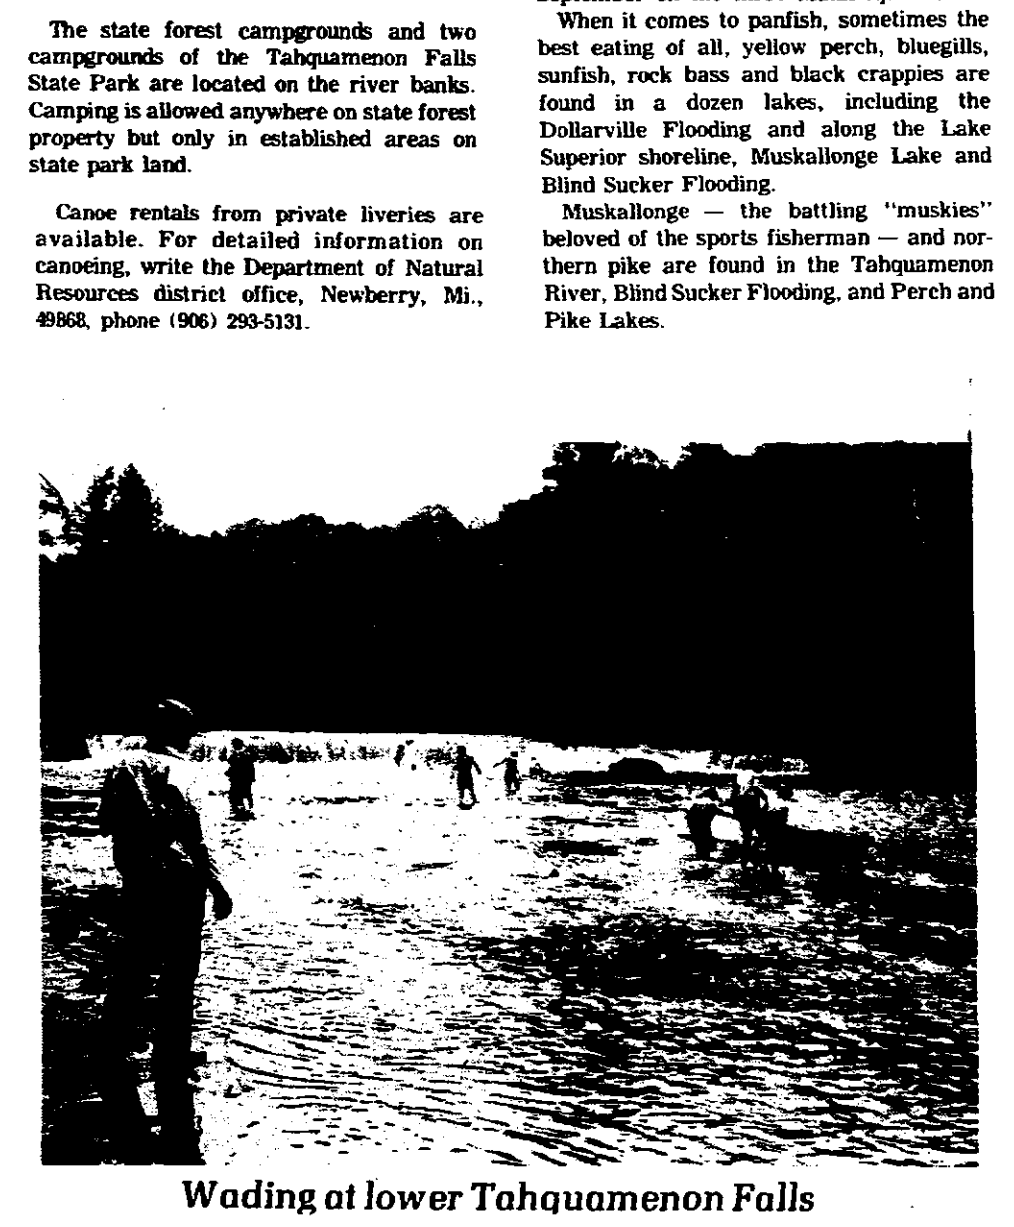 The state forest campgrounds and two
campgrounds of the Tahquamenon Falls
State Park are located on the river banks.
Camping is allowed anywhere on state forest
property but only in established areas on
state park land.
Canoe rentals from private liveries are
available. For detailed information on
canoeing, write the Department of Natural
Resources district office, Newberry, Mi.,
49868, phone (906) 293-5131.
When it comes to panfish, sometimes the
best eating of all, yellow perch, bluegills,
sunfish, rock bass and black crappies are
found in a dozen lakes, including the
Dollarville Flooding and along the Lake
Superior shoreline, Muskallonge Lake and
Blind Sucker Flooding.
Muskallonge — the battling "muskies"
beloved of the sports fisherman — and nor-
thern pike are found in the Tahquamenon
River, Blind Sucker Flooding, and Perch and
Pike Lakes.
Wading at lower Tahquamenon Falls